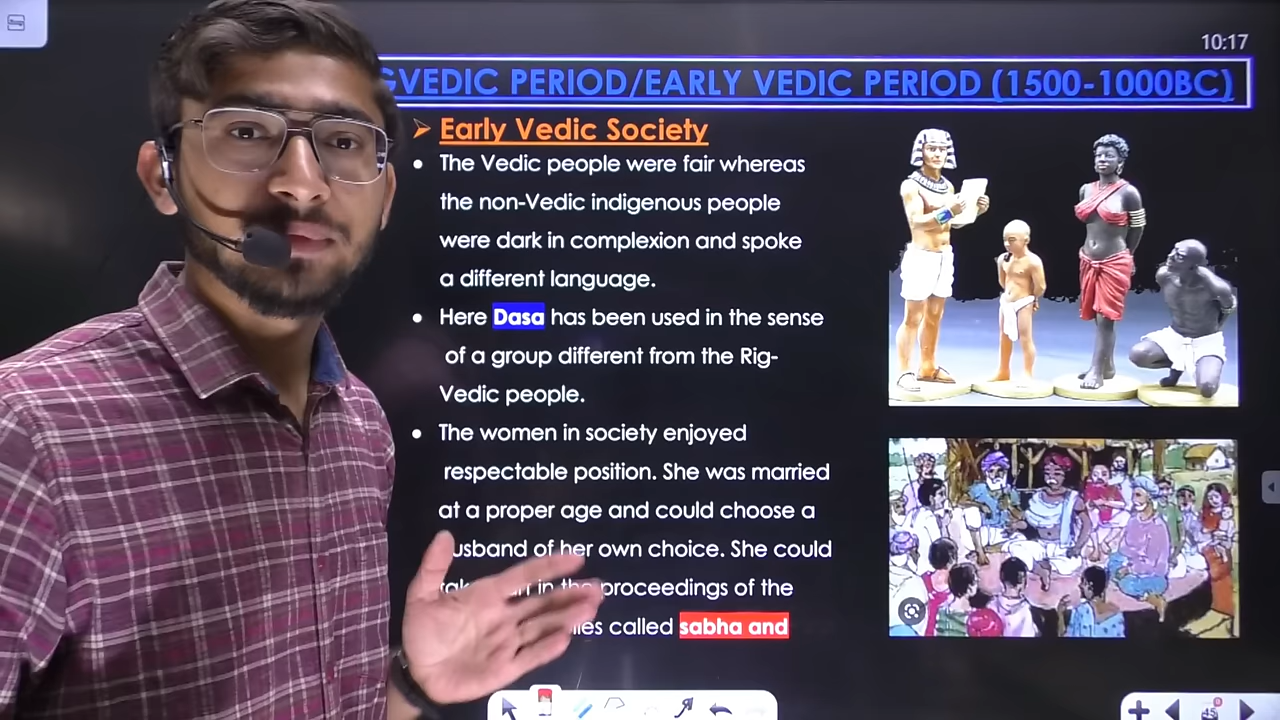 10:17
GVEDIC PERIOD/EARLY VEDIC PERIOD (1500-1000BC)
➤ Early Vedic Society
• The Vedic people were fair whereas
the non-Vedic indigenous people
were dark in complexion and spoke
a different language.
• Here Dasa has been used in the sense
of a group different from the Rig-
Vedic people.
• The women in society enjoyed
respectable position. She was married
at a proper age and could choose a
usband of her own choice. She could
in the proceedings of the
called sabha and
45